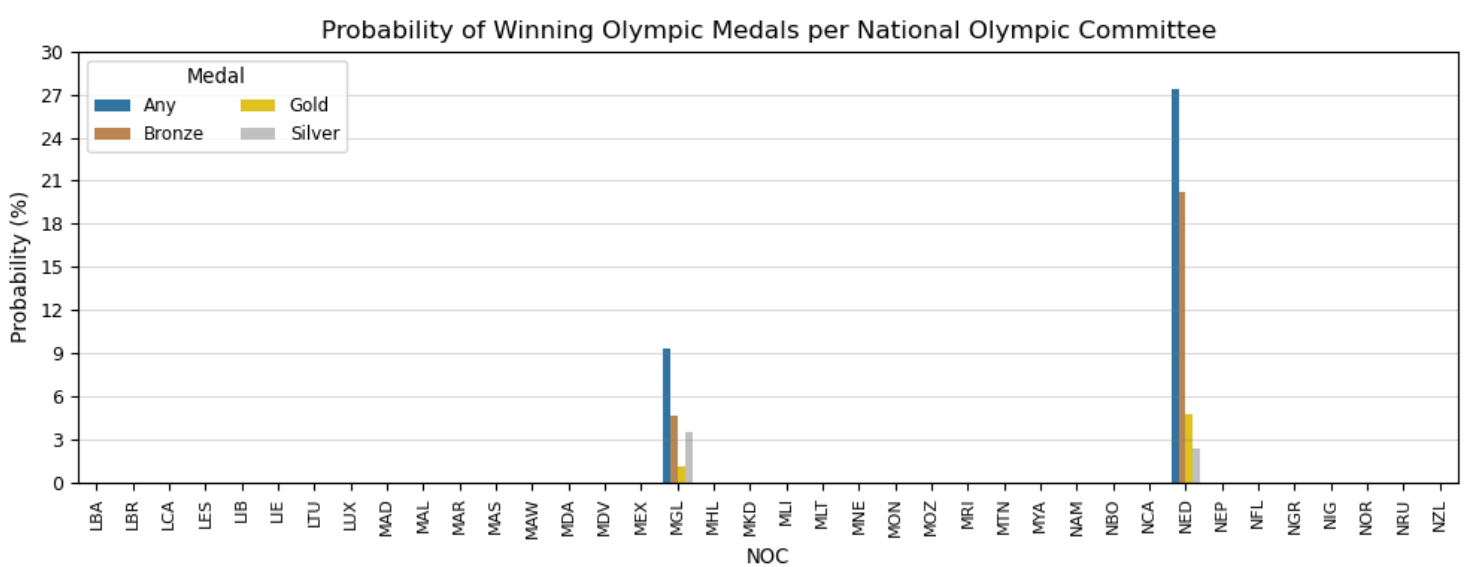 Probability of Winning Olympic Medals per National Olympic Committee
Medal
Any Gold
Bronze Silver
Probability (%)
30
27
24
21
18
15
12
9
6
3
0
LBA LBR LCA LES LIB LIE LTU LUX MAD MAL MAR MAS MAW MDA MDV MEX MGL MHL MKD MLI MLT MNE MON MOZ MRI MTN MYA NAM NBO NCA NED NEP NFL NGR NIG NOR NRU NZL
NOC